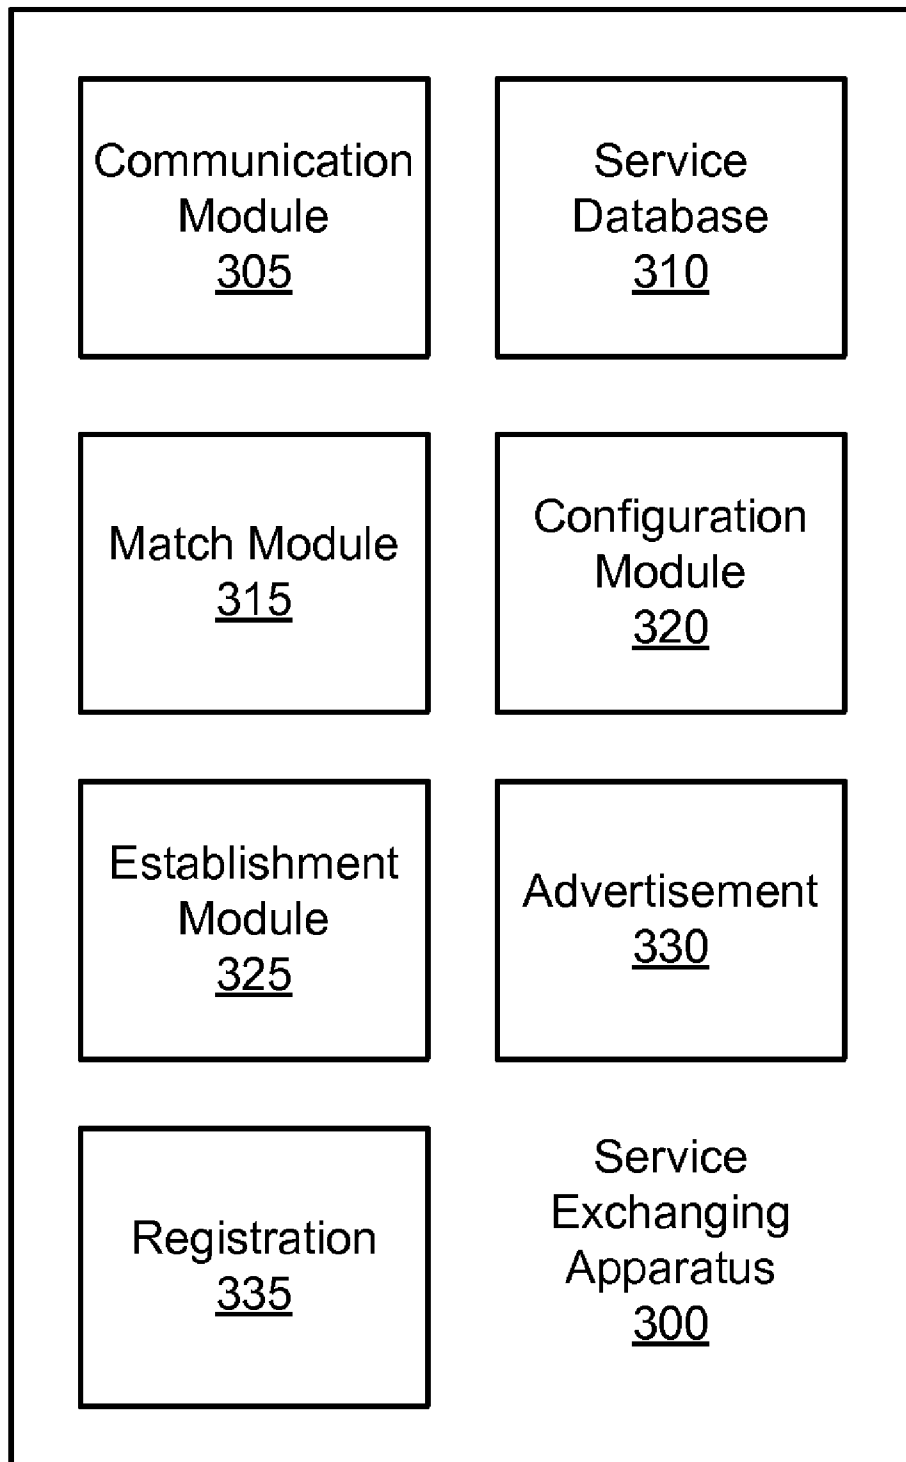 Communication
Module
305
Service
Database
310
Match Module
315
Configuration
Module
320
Establishment
Module
325
Advertisement
330
Registration
335
Service
Exchanging
Apparatus
300